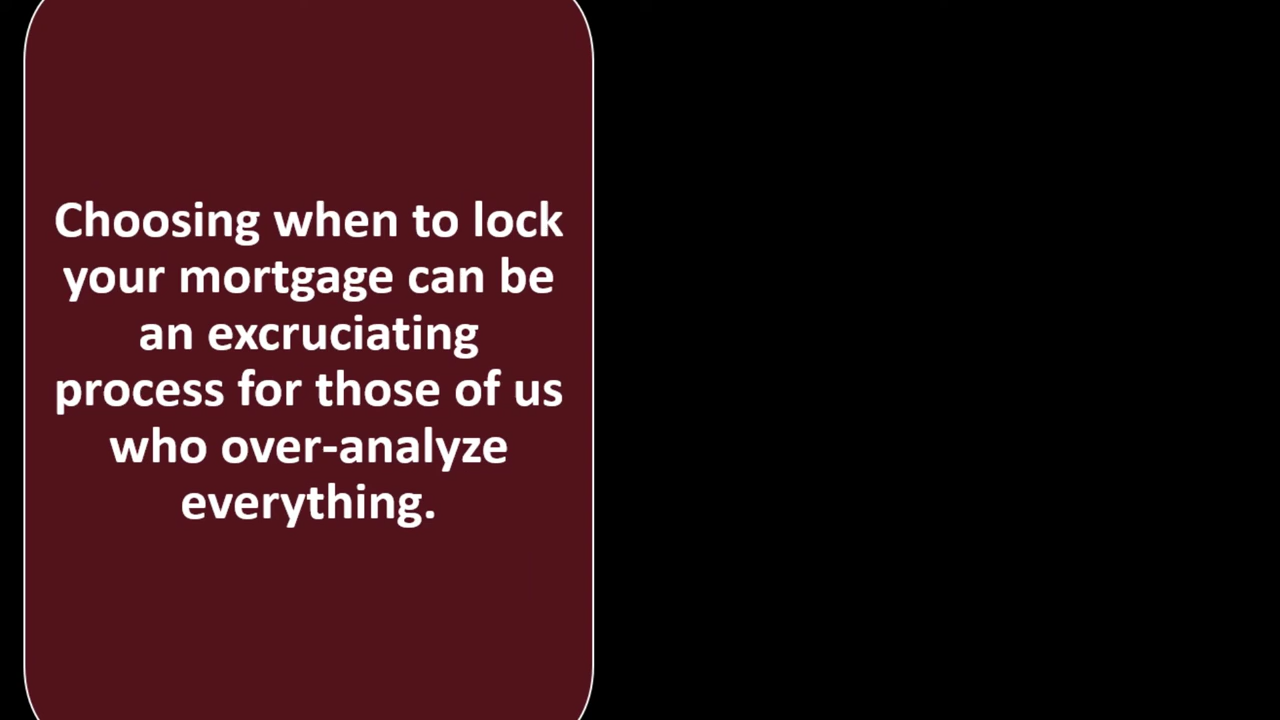 Choosing when to lock
your mortgage can be
an excruciating
process for those of us
who over-analyze
everything.